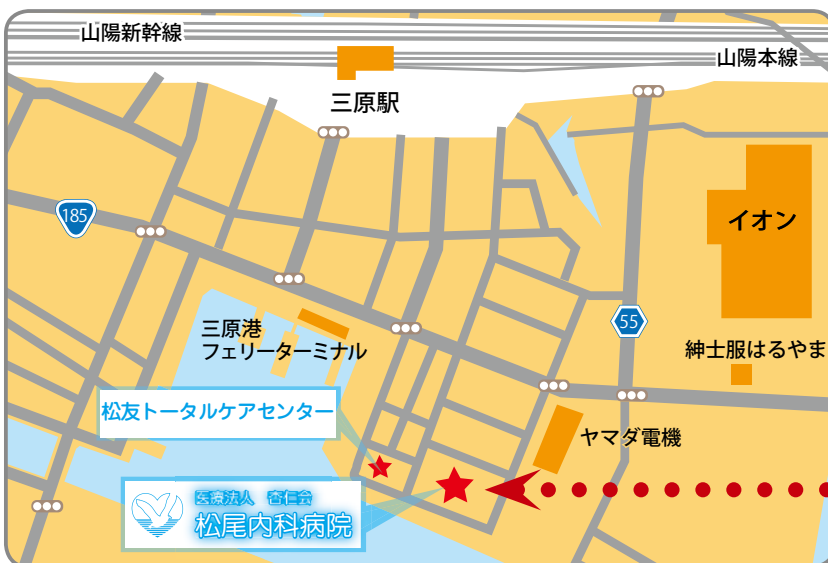 山陽新幹線
山陽本線
三原駅
185
イオン
55
三原港
フェリーターミナル
紳士服はるやま
松友トータルケアセンター
ヤマダ電機
医療法人 杏仁会
松尾内科病院